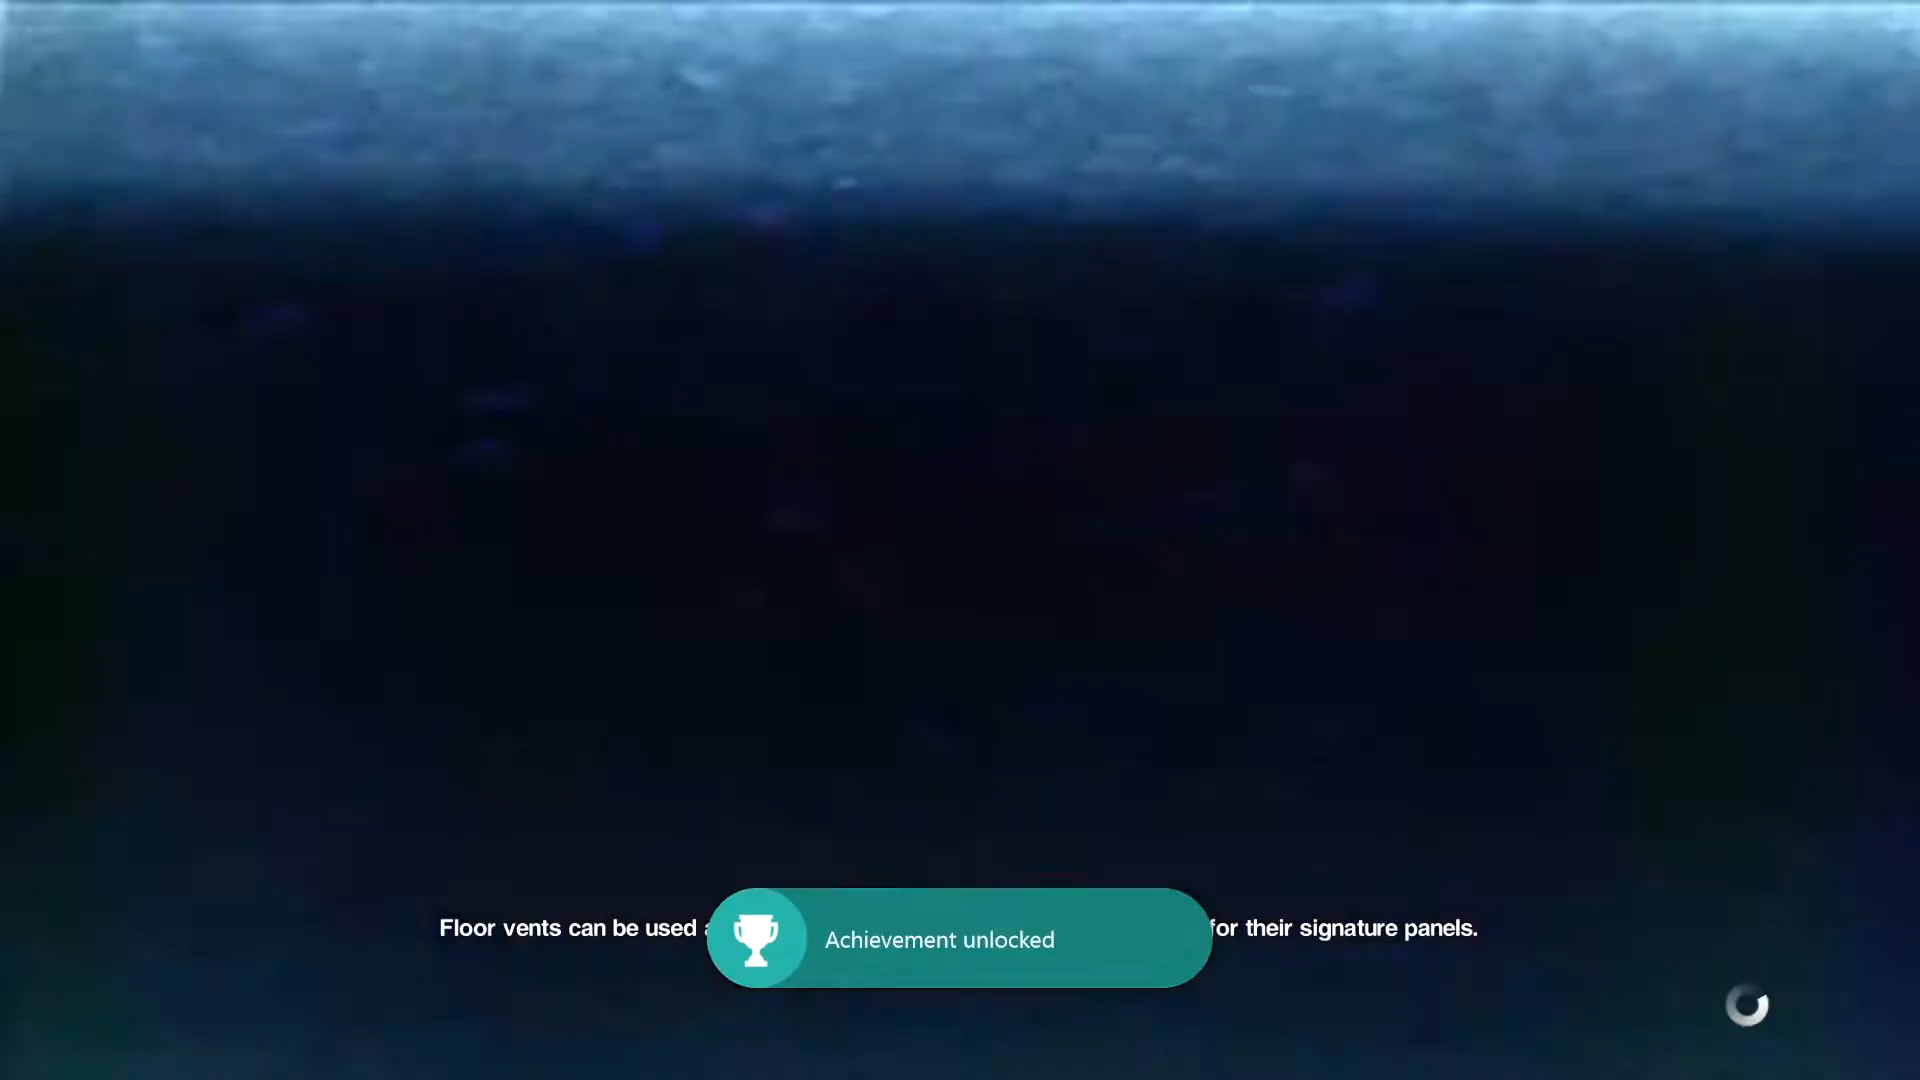 Floor vents can be used for their signature panels.
Achievement unlocked